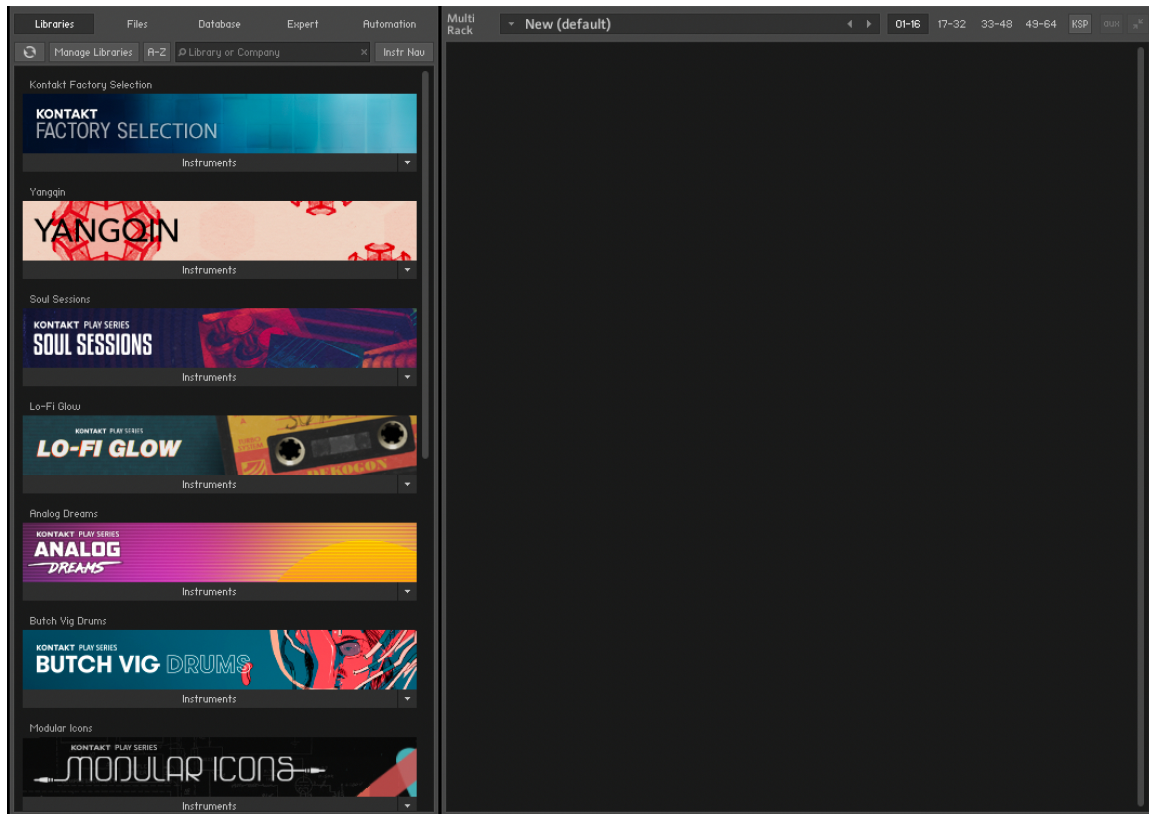 Libraries Files Database Expert Automation
Manage Libraries A-Z Library or Company × Instr Nav
Kontakt Factory Selection
KONTAKT
FACTORY SELECTION
Instruments
Yangqin
YANGQIN
Instruments
Soul Sessions
KONTAKT PLAY SERIES
SOUL SESSIONS
Instruments
Lo-Fi Glow
KONTAKT PLAY SERIES
LO-FI GLOW
DEKOGON
Instruments
Analog Dreams
KONTAKT PLAY SERIES
ANALOG
DREAMS
Instruments
Butch Vig Drums
KONTAKT PLAY SERIES
BUTCH VIG DRUMS
Instruments
Modular Icons
KONTAKT PLAY SERIES
MODULAR ICONS
Instruments
Multi
Rack
New (default) 01-16 17-32 33-48 49-64 KSP AUX